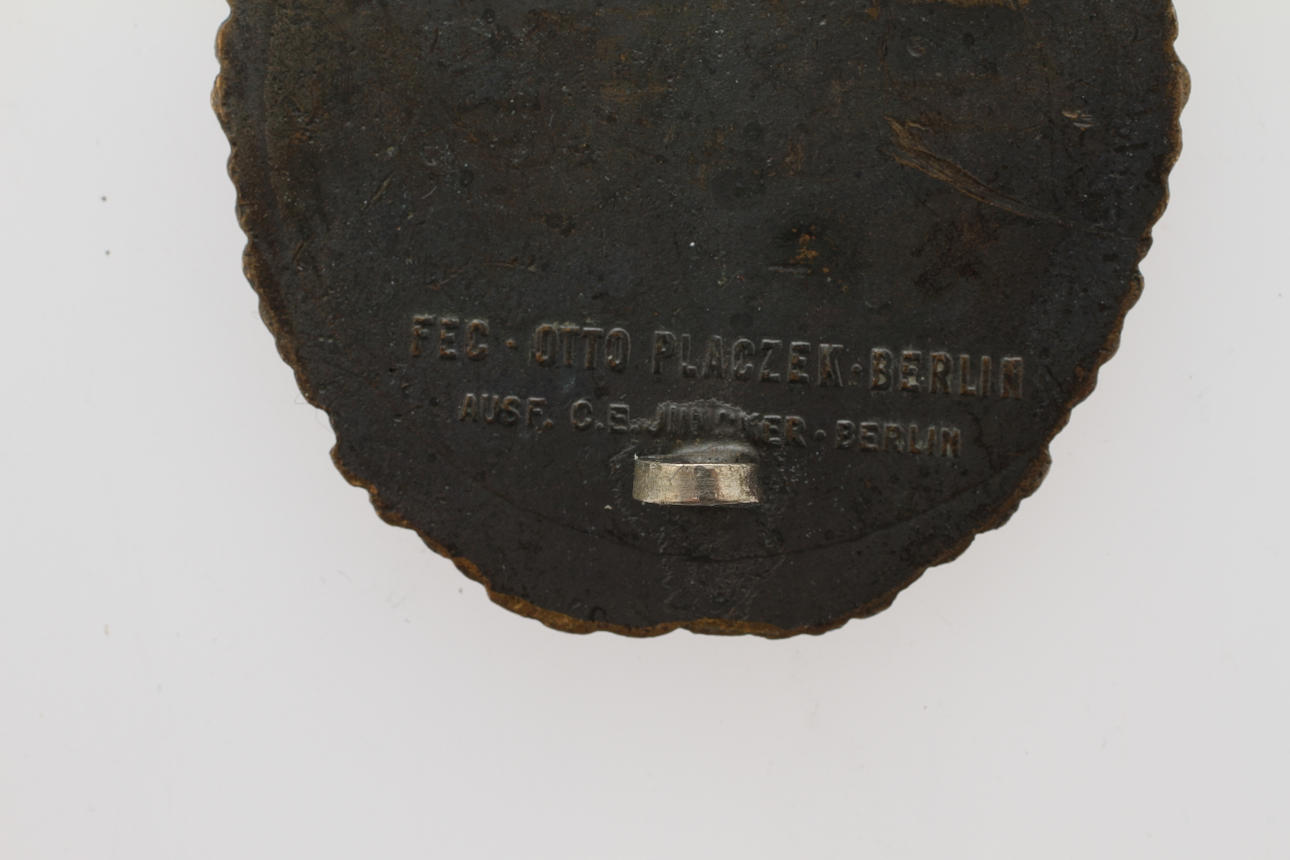 FEC · OTTO PLACZEK · BERLIN
AUSF. C.E. JUNCKER · BERLIN